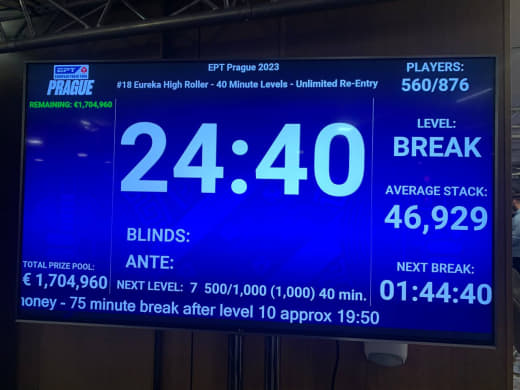 EPT
PRAGUE
REMAINING: €1,704,960
EPT Prague 2023
#18 Eureka High Roller - 40 Minute Levels - Unlimited Re-Entry
PLAYERS:
560/876
24:40
LEVEL:
BREAK
AVERAGE STACK:
46,929
BLINDS:
ANTE:
TOTAL PRIZE POOL:
€ 1,704,960
NEXT LEVEL: 7 500/1,000 (1,000) 40 min.
NEXT BREAK:
01:44:40
noney - 75 minute break after level 10 approx 19:50